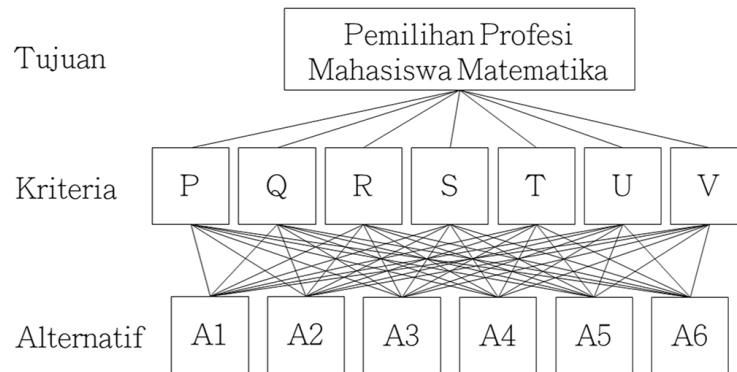 Tujuan
Pemilihan Profesi
Mahasiswa Matematika
Kriteria
P Q R S T U V
Alternatif
A1 A2 A3 A4 A5 A6